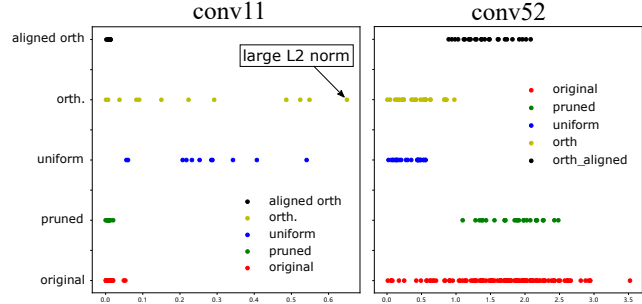 conv11
conv52
aligned orth
orth.
uniform
pruned
original
large L2 norm
aligned orth
orth.
uniform
pruned
original
0.0 0.1 0.2 0.3 0.4 0.5 0.6
original
pruned
uniform
orth
orth_aligned
0.0 0.5 1.0 1.5 2.0 2.5 3.0 3.5